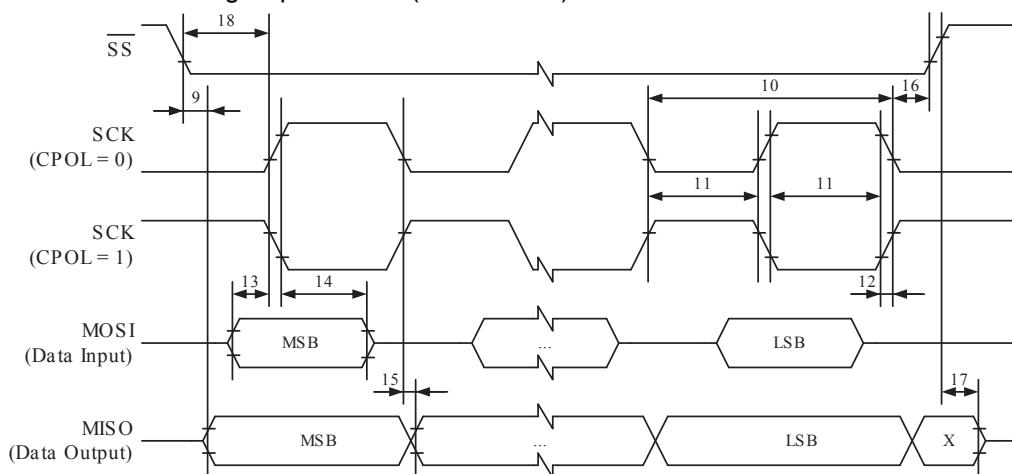 18
SS
10
9
16
SCK
(CPOL = 0)
11
11
SCK
(CPOL = 1)
13
14
12
MOSI
(Data Input)
MSB
...
LSB
15
17
MISO
(Data Output)
MSB
...
LSB
X